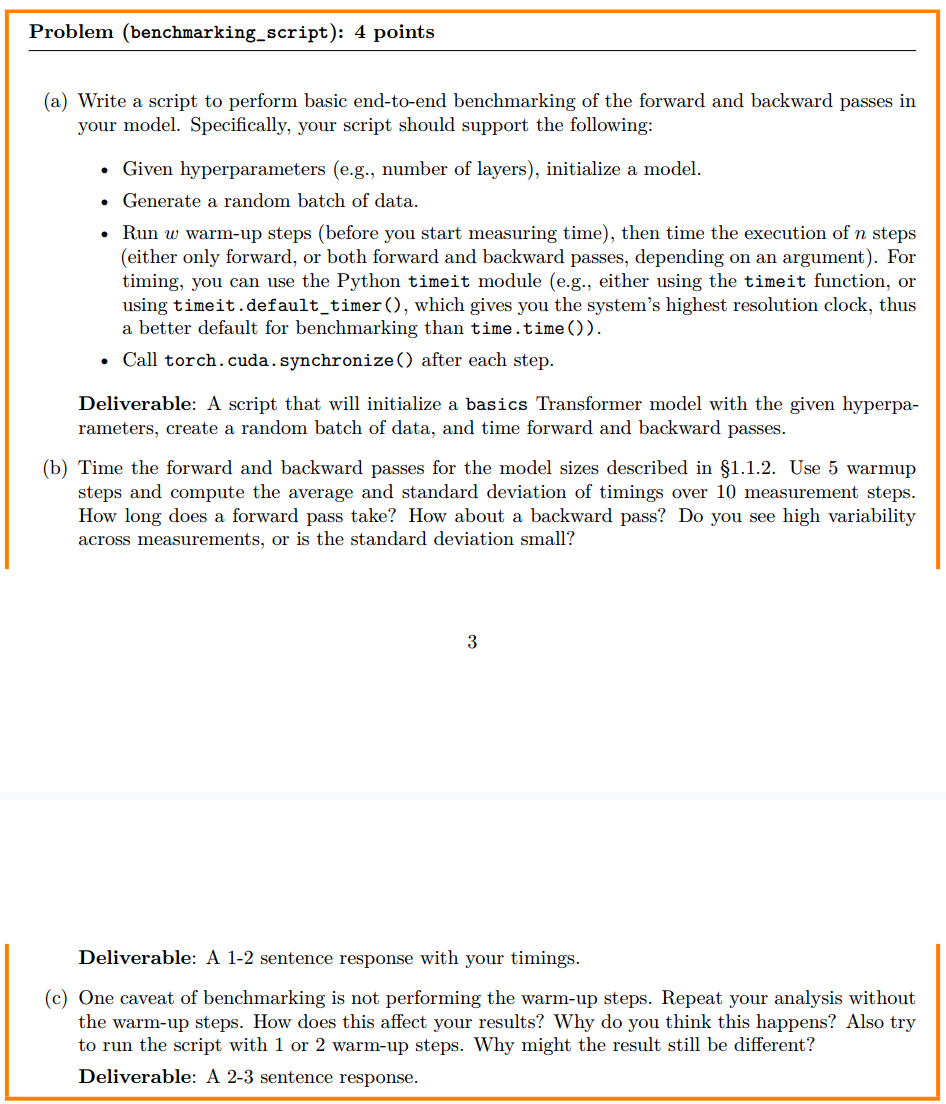 Problem (benchmarking_script): 4 points
(a) Write a script to perform basic end-to-end benchmarking of the forward and backward passes in
your model. Specifically, your script should support the following:
• Given hyperparameters (e.g., number of layers), initialize a model.
• Generate a random batch of data.
• Run w warm-up steps (before you start measuring time), then time the execution of n steps
(either only forward, or both forward and backward passes, depending on an argument). For
timing, you can use the Python timeit module (e.g., either using the timeit function, or
using timeit.default_timer(), which gives you the system's highest resolution clock, thus
a better default for benchmarking than time.time()).
• Call torch.cuda.synchronize() after each step.
Deliverable: A script that will initialize a basics Transformer model with the given hyperpa-
rameters, create a random batch of data, and time forward and backward passes.
(b) Time the forward and backward passes for the model sizes described in §1.1.2. Use 5 warmup
steps and compute the average and standard deviation of timings over 10 measurement steps.
How long does a forward pass take? How about a backward pass? Do you see high variability
across measurements, or is the standard deviation small?
3
Deliverable: A 1-2 sentence response with your timings.
(c) One caveat of benchmarking is not performing the warm-up steps. Repeat your analysis without
the warm-up steps. How does this affect your results? Why do you think this happens? Also try
to run the script with 1 or 2 warm-up steps. Why might the result still be different?
Deliverable: A 2-3 sentence response.